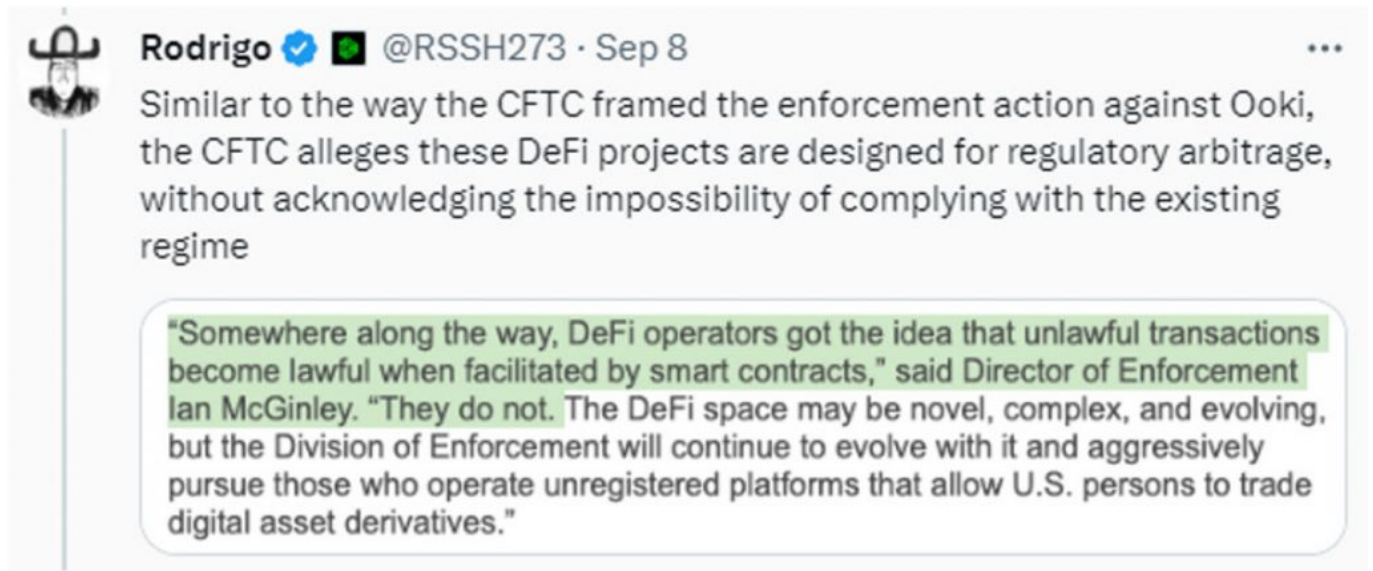 Rodrigo @RSSH273 · Sep 8
Similar to the way the CFTC framed the enforcement action against Ooki,
the CFTC alleges these DeFi projects are designed for regulatory arbitrage,
without acknowledging the impossibility of complying with the existing
regime
“Somewhere along the way, DeFi operators got the idea that unlawful transactions
become lawful when facilitated by smart contracts,” said Director of Enforcement
Ian McGinley. “They do not. The DeFi space may be novel, complex, and evolving,
but the Division of Enforcement will continue to evolve with it and aggressively
pursue those who operate unregistered platforms that allow U.S. persons to trade
digital asset derivatives.”